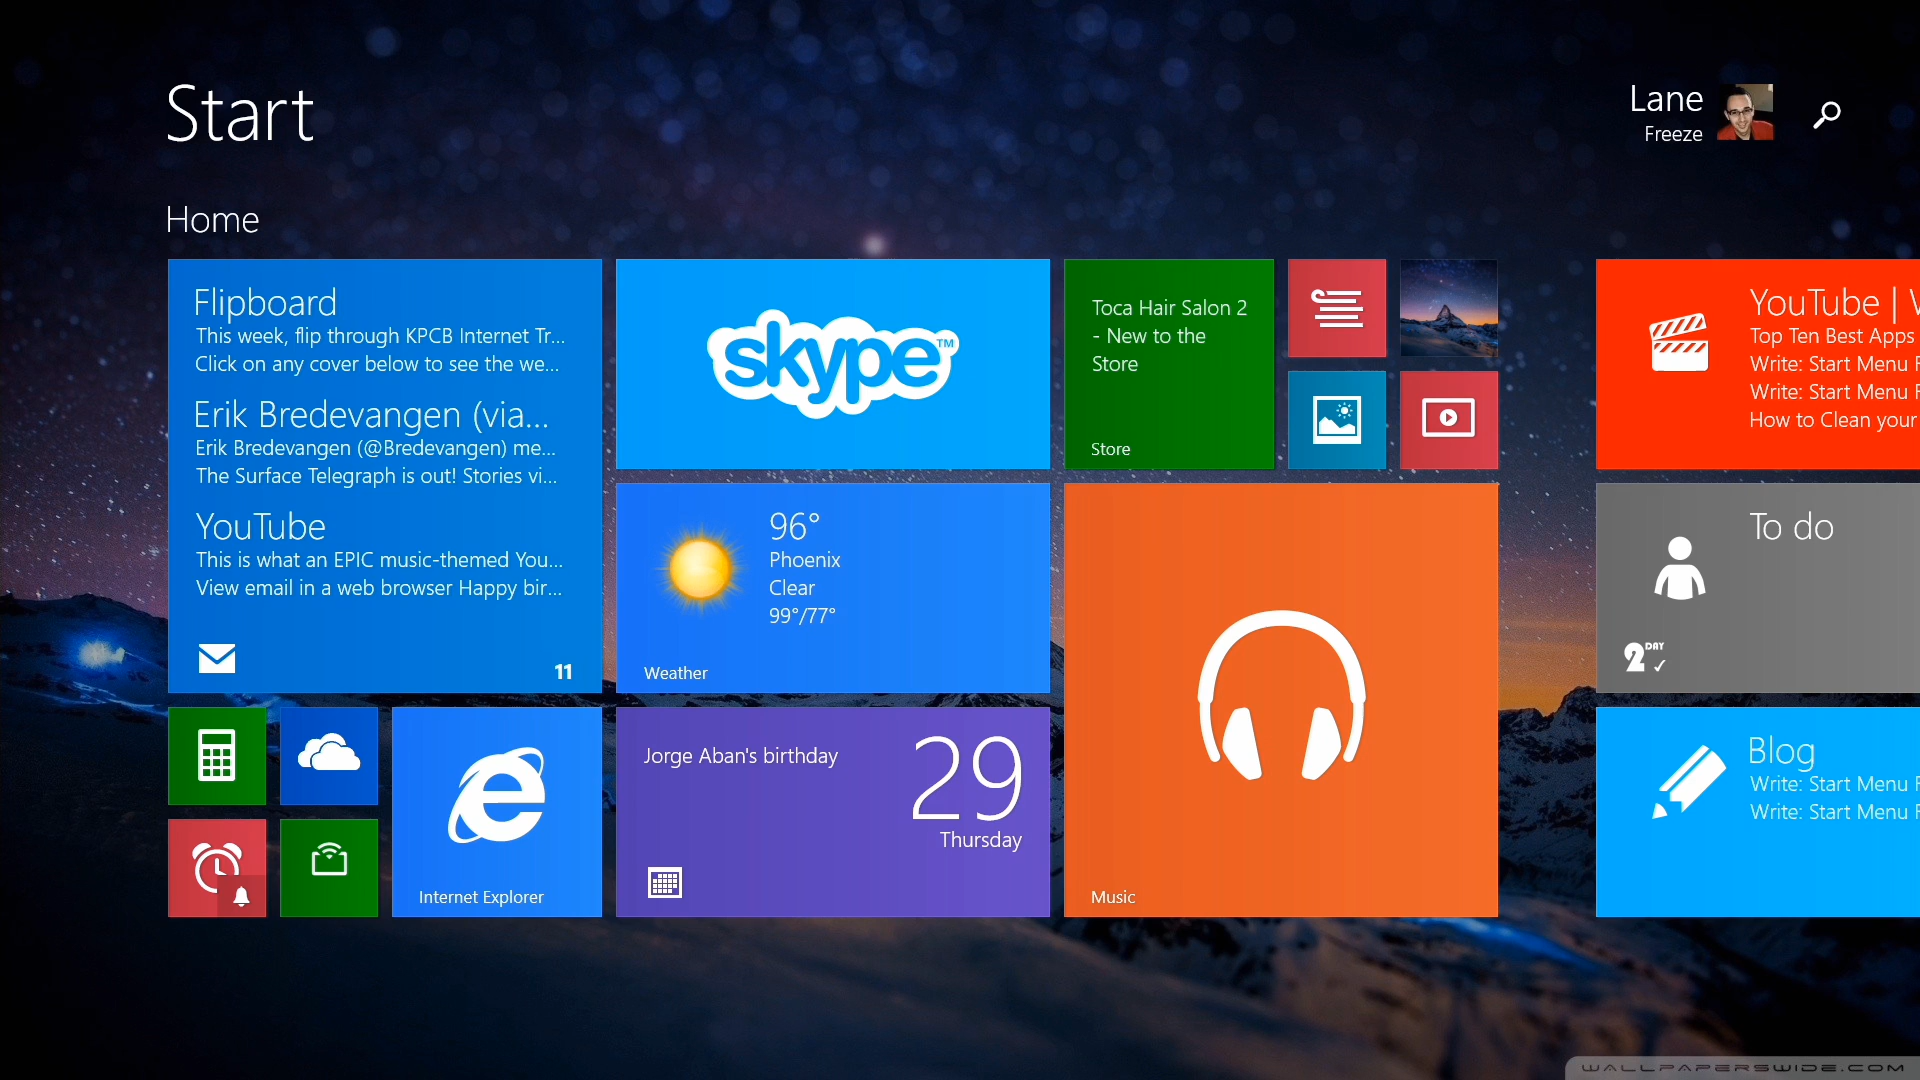 Start
Lane
Freeze
Home
Flipboard
This week, flip through KPCB Internet Tr...
Click on any cover below to see the we...
Erik Bredevangen (via...
Erik Bredevangen (@Bredevangen) me...
The Surface Telegraph is out! Stories vi...
YouTube
This is what an EPIC music-themed You...
View email in a web browser Happy bir...
11
skype™
Toca Hair Salon 2
- New to the
Store
Store
96°
Phoenix
Clear
99°/77°
Weather
Internet Explorer
Jorge Aban's birthday
29
Thursday
Music
YouTube |
Top Ten Best Apps
Write: Start Menu
Write: Start Menu
How to Clean your
To do
2DAY
Blog
Write: Start Menu
Write: Start Menu
WALLPAPERSWIDE.COM